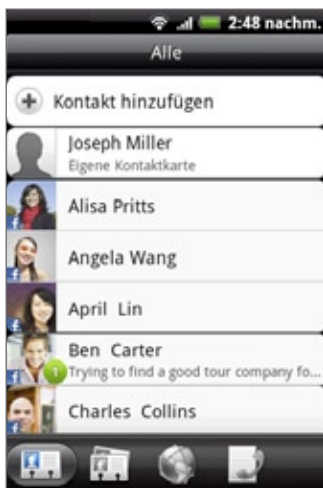 2:48 nachm.
Alle
Kontakt hinzufügen
Joseph Miller
Eigene Kontaktkarte
Alisa Pritts
Angela Wang
April Lin
Ben Carter
1
Trying to find a good tour company fo...
Charles Collins